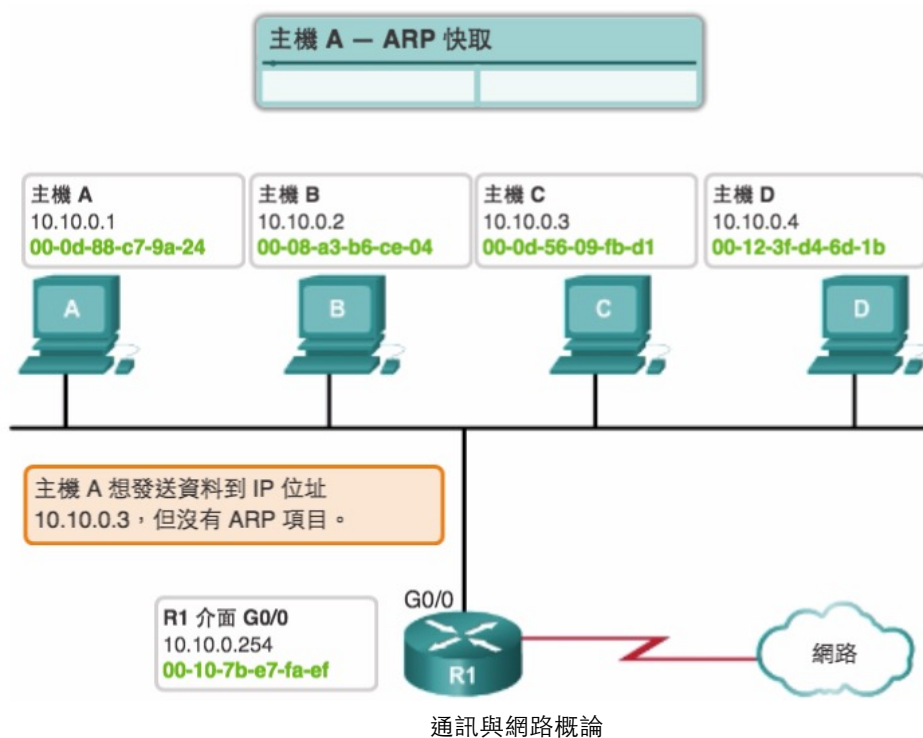 主機 A — ARP 快取
主機 A
10.10.0.1
00-0d-88-c7-9a-24
主機 B
10.10.0.2
00-08-a3-b6-ce-04
主機 C
10.10.0.3
00-0d-56-09-fb-d1
主機 D
10.10.0.4
00-12-3f-d4-6d-1b
A
B
C
D
主機 A 想發送資料到 IP 位址
10.10.0.3，但沒有 ARP 項目。
G0/0
R1 介面 G0/0
10.10.0.254
00-10-7b-e7-fa-ef
R1
網路
通訊與網路概論